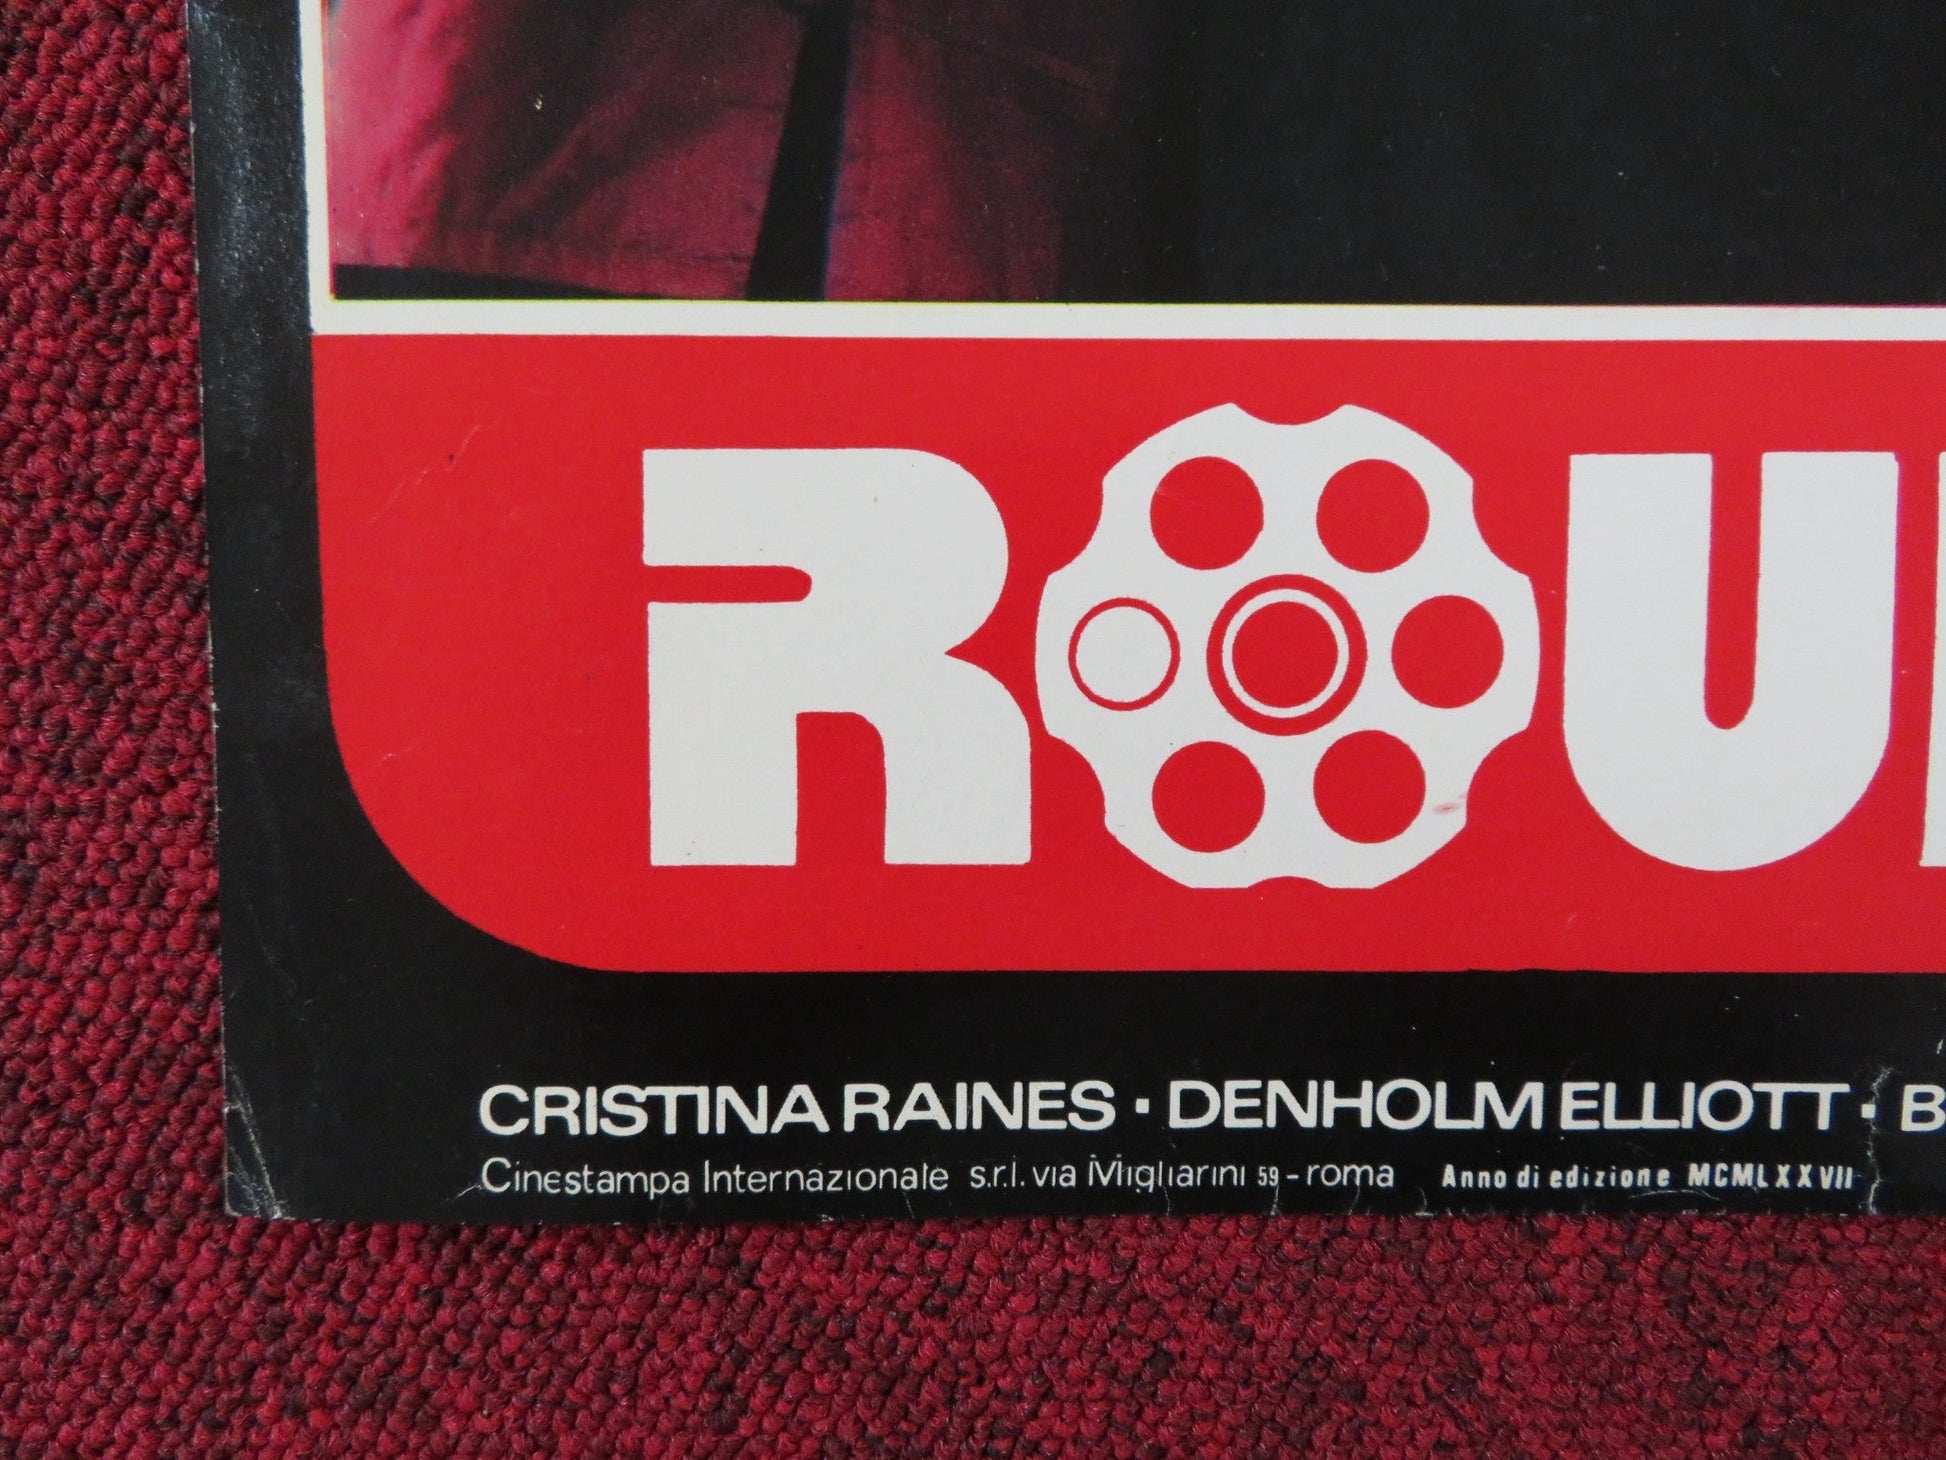 ROU
CRISTINA RAINES · DENHOLM ELLIOTT · B
Cinestampa Internazionale s.r.l. via Migliarini 59 - roma Anno di edizione MCMLXXVII